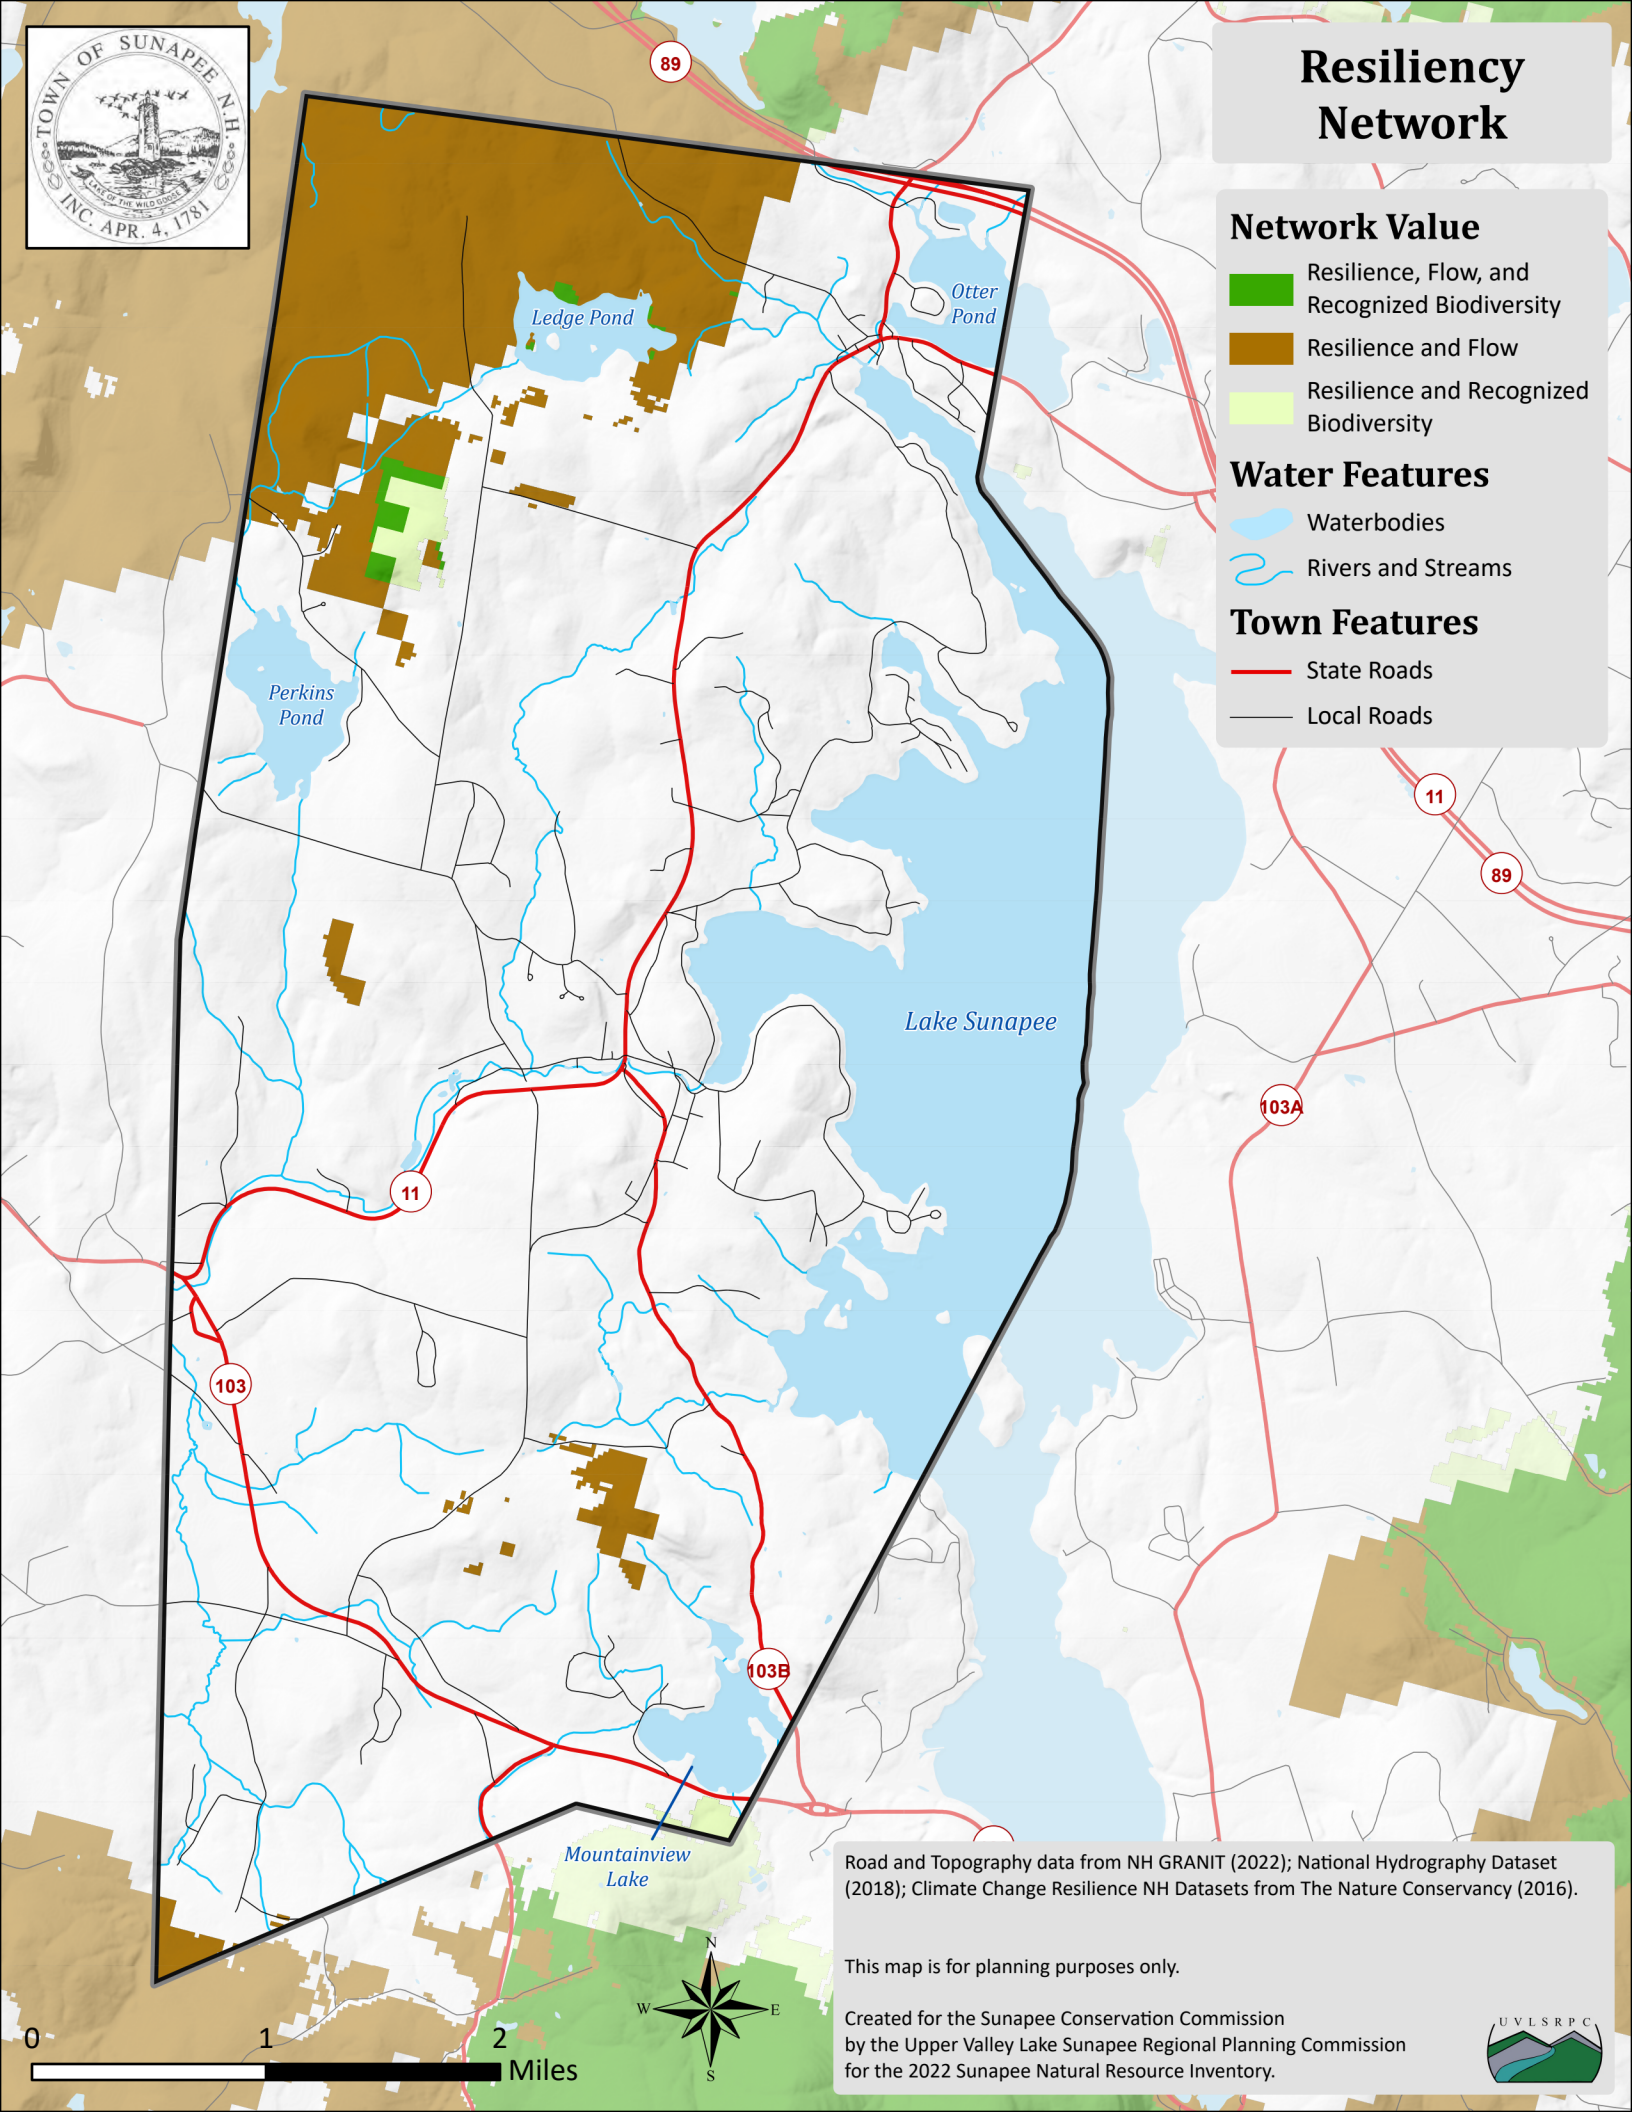 TOWN OF SUNAPEE N.H.
LAKE OF THE WILD GOOSE
INC. APR. 4, 1781
Resiliency
Network
Network Value
Resilience, Flow, and
Recognized Biodiversity
Resilience and Flow
Resilience and Recognized
Biodiversity
Water Features
Waterbodies
Rivers and Streams
Town Features
State Roads
Local Roads
89
Otter
Pond
Ledge Pond
Perkins
Pond
11
89
Lake Sunapee
103A
11
103
103B
Mountainview
Lake
Road and Topography data from NH GRANIT (2022); National Hydrography Dataset
(2018); Climate Change Resilience NH Datasets from The Nature Conservancy (2016).
This map is for planning purposes only.
Created for the Sunapee Conservation Commission
by the Upper Valley Lake Sunapee Regional Planning Commission
for the 2022 Sunapee Natural Resource Inventory.
UVLSRPC
N
W E
S
0 1 2
Miles